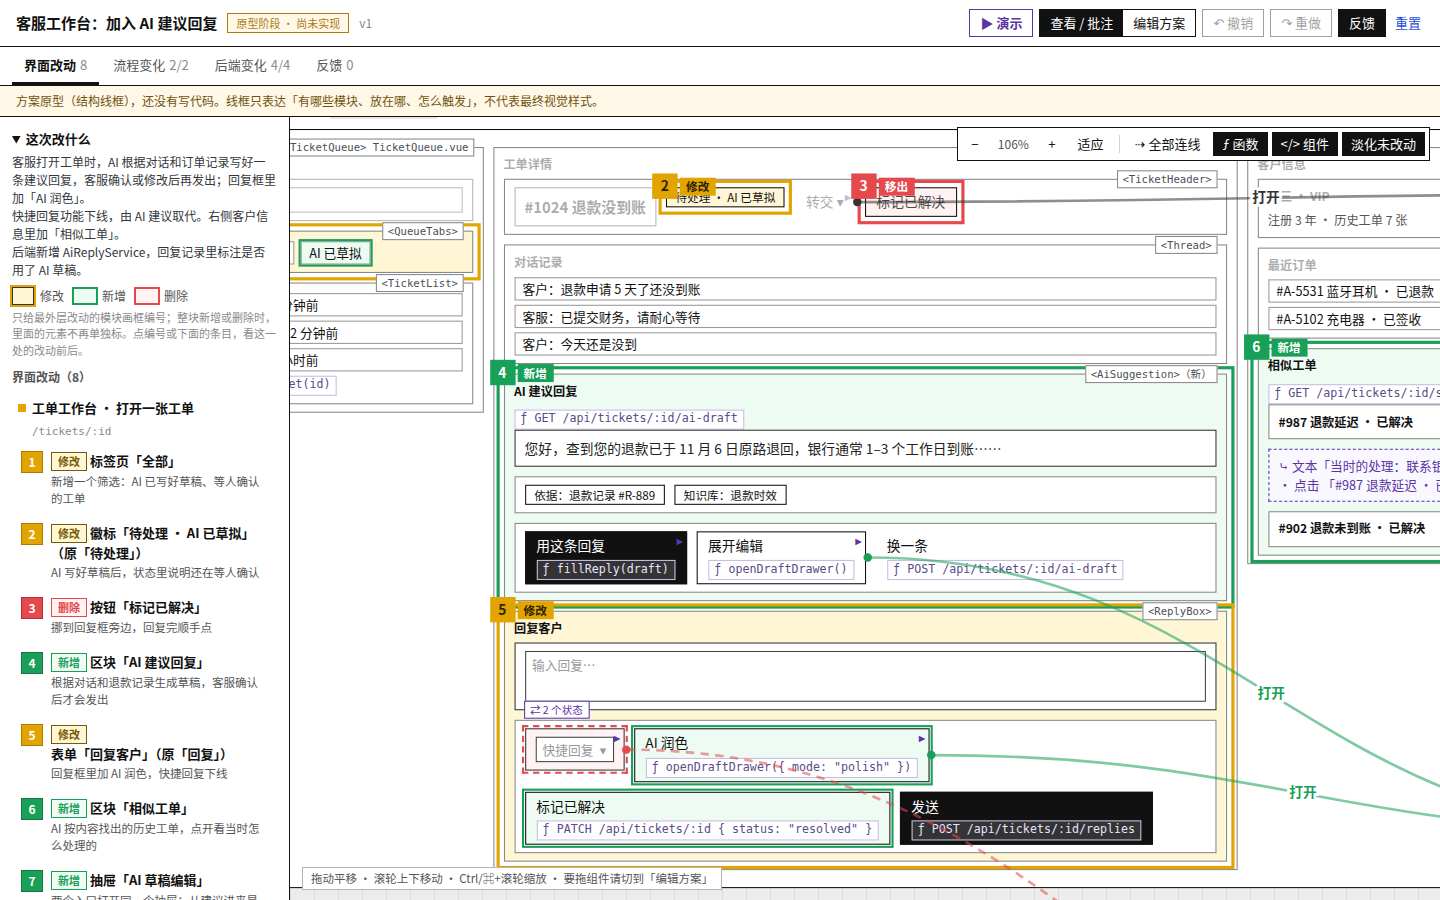 客服工作台：加入 AI 建议回复
原型阶段 · 尚未实现
v1
▶ 演示
查看 / 批注
编辑方案
↶ 撤销
↷ 重做
反馈
重置
界面改动 8
流程变化 2/2
后端变化 4/4
反馈 0
方案原型（结构线框），还没有写代码。线框只表达「有哪些模块、放在哪、怎么触发」，不代表最终视觉样式。
▼ 这次改什么
客服打开工单时，AI 根据对话和订单记录写好一
条建议回复，客服确认或修改后再发出；回复框里
加「AI 润色」。
快捷回复功能下线，由 AI 建议取代。右侧客户信
息里加「相似工单」。
后端新增 AiReplyService，回复记录里标注是否
用了 AI 草稿。
修改
新增
删除
只给最外层改动的模块画框编号；整块新增或删除时，
里面的元素不再单独标。点编号或下面的条目，看这一
处的改动前后。
界面改动（8）
工单工作台 · 打开一张工单
/tickets/:id
1 修改 标签页「全部」
新增一个筛选：AI 已写好草稿、等人确认
的工单
2 修改 徽标「待处理 · AI 已草拟」
（原「待处理」）
AI 写好草稿后，状态里说明还在等人确认
3 删除 按钮「标记已解决」
挪到回复框旁边，回复完顺手点
4 新增 区块「AI 建议回复」
根据对话和退款记录生成草稿，客服确认
后才会发出
5 修改
表单「回复客户」（原「回复」）
回复框里加 AI 润色，快捷回复下线
6 新增 区块「相似工单」
AI 按内容找出的历史工单，点开看当时怎
么处理的
7 新增 抽屉「AI 草稿编辑」
−
106%
+
适应
⇢ 全部连线
ƒ 函数
</> 组件
淡化未改动
TicketQueue> TicketQueue.vue
<QueueTabs>
AI 已草拟
<TicketList>
分钟前
2 分钟前
小时前
et(id)
工单详情
<TicketHeader>
#1024 退款没到账
2 修改
待处理 · AI 已草拟
转交 ▾
3 移出
标记已解决
打开
<Thread>
对话记录
客户：退款申请 5 天了还没到账
客服：已提交财务，请耐心等待
客户：今天还是没到
4 新增
<AiSuggestion>（新）
AI 建议回复
ƒ GET /api/tickets/:id/ai-draft
您好，查到您的退款已于 11 月 6 日原路退回，银行通常 1–3 个工作日到账……
依据：退款记录 #R-889
知识库：退款时效
用这条回复
ƒ fillReply(draft)
展开编辑
ƒ openDraftDrawer()
换一条
ƒ POST /api/tickets/:id/ai-draft
5 修改
<ReplyBox>
回复客户
输入回复…
⇄ 2 个状态
快捷回复 ▾
AI 润色
ƒ openDraftDrawer({ mode: "polish" })
标记已解决
ƒ PATCH /api/tickets/:id { status: "resolved" }
发送
ƒ POST /api/tickets/:id/replies
打开
打开
客户信息
· VIP
注册 3 年 · 历史工单 7 张
最近订单
#A-5531 蓝牙耳机 · 已退款
#A-5102 充电器 · 已签收
6 新增
相似工单
ƒ GET /api/tickets/:id/s
#987 退款延迟 · 已解决
⤷ 文本「当时的处理：联系银
· 点击 「#987 退款延迟 · 已
#902 退款未到账 · 已解决
拖动平移 · 滚轮上下移动 · Ctrl/⌘+滚轮缩放 · 要拖组件请切到「编辑方案」